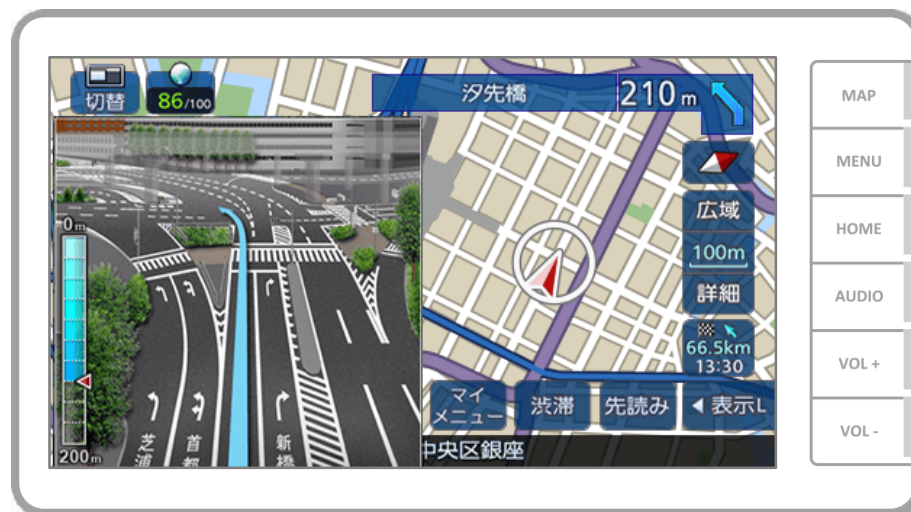 切替
86/100
汐先橋
210 m
広域
100m
詳細
66.5km
13:30
0m
200m
芝浦
首都
新橋
マイ
メニュー
渋滞
先読み
表示L
中央区銀座
MAP
MENU
HOME
AUDIO
VOL +
VOL -